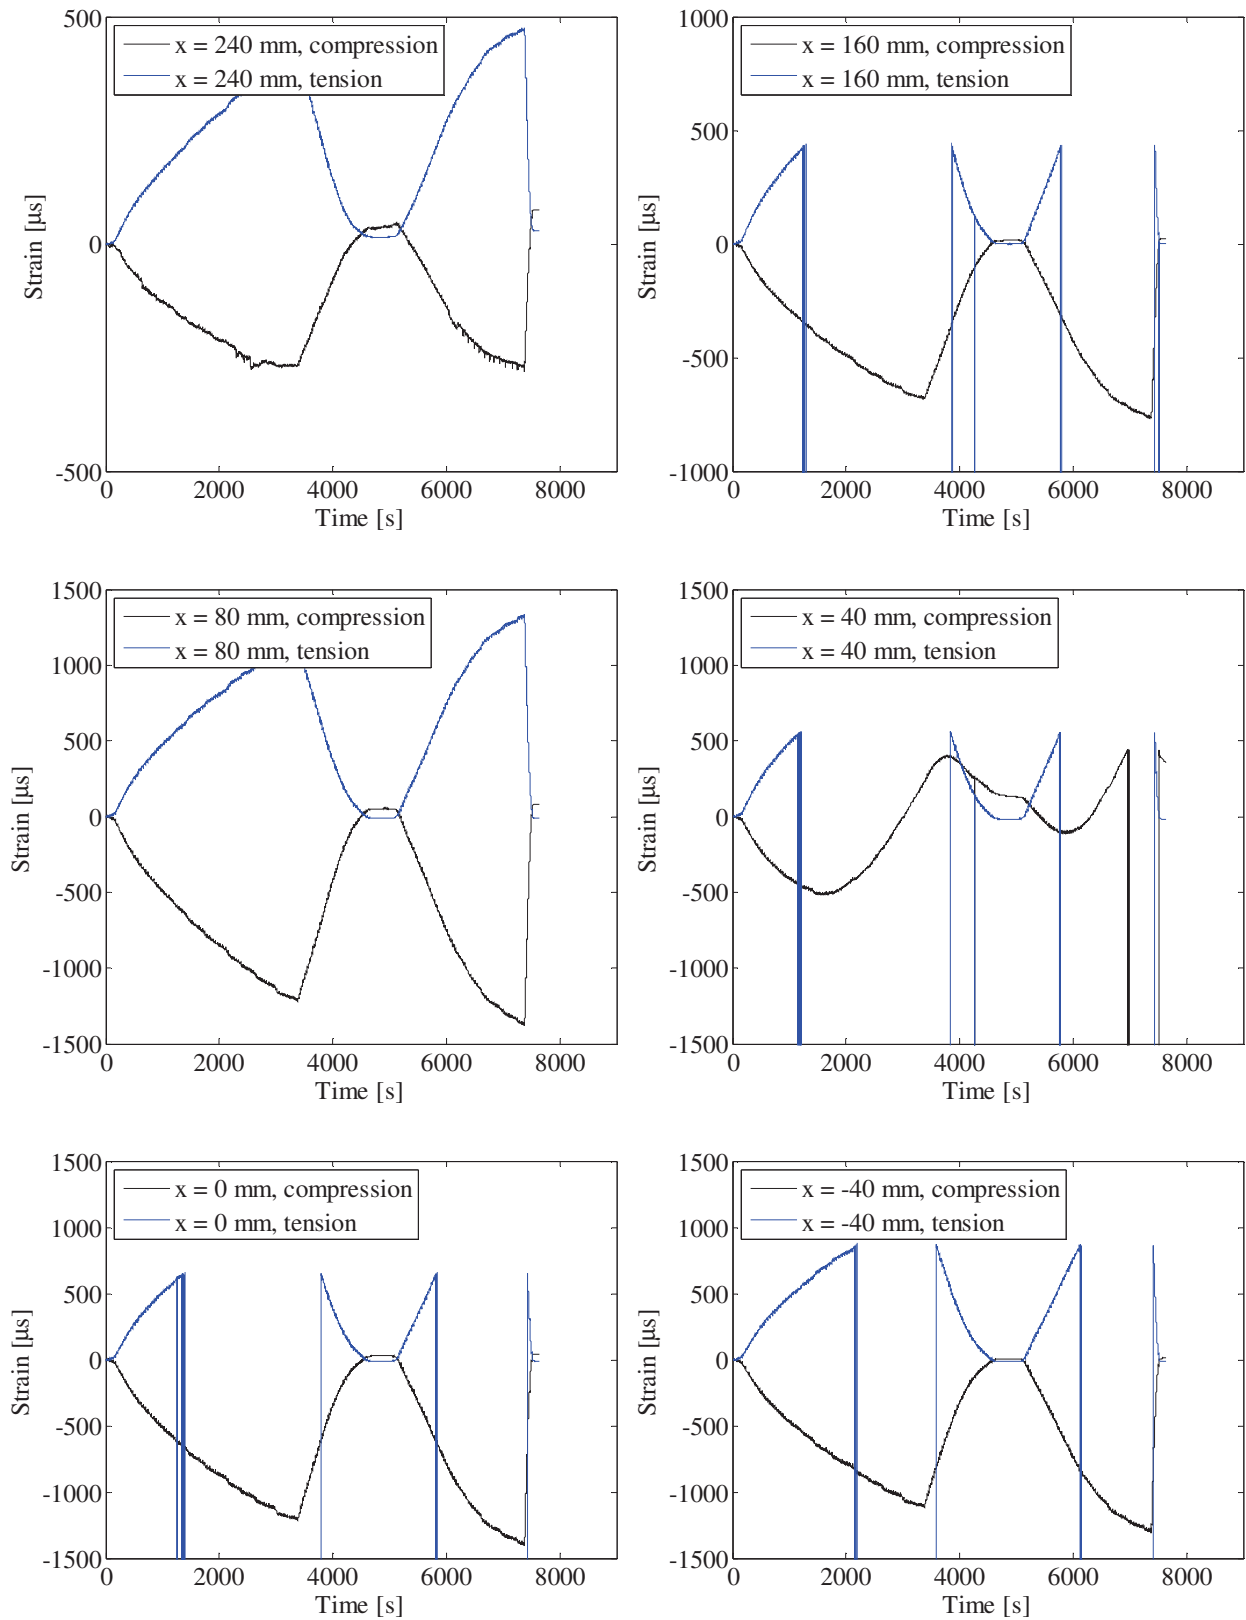 x = 240 mm, compression
x = 240 mm, tension
500
0
-500
Strain [µs]
0 2000 4000 6000 8000
Time [s]
x = 160 mm, compression
x = 160 mm, tension
1000
500
0
-500
-1000
Strain [µs]
0 2000 4000 6000 8000
Time [s]
x = 80 mm, compression
x = 80 mm, tension
1500
1000
500
0
-500
-1000
-1500
Strain [µs]
0 2000 4000 6000 8000
Time [s]
x = 40 mm, compression
x = 40 mm, tension
1500
1000
500
0
-500
-1000
-1500
Strain [µs]
0 2000 4000 6000 8000
Time [s]
x = 0 mm, compression
x = 0 mm, tension
1500
1000
500
0
-500
-1000
-1500
Strain [µs]
0 2000 4000 6000 8000
Time [s]
x = -40 mm, compression
x = -40 mm, tension
1500
1000
500
0
-500
-1000
-1500
Strain [µs]
0 2000 4000 6000 8000
Time [s]